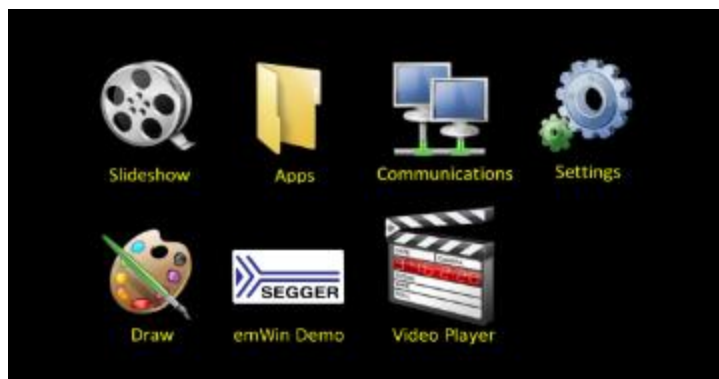 Slideshow
Apps
Communications
Settings
SEGGER
Draw
emWin Demo
Video Player